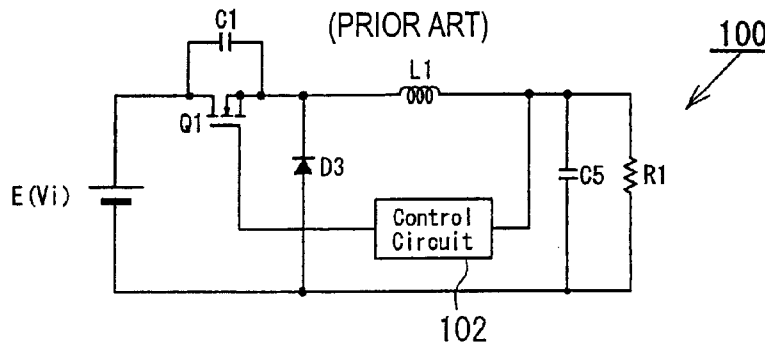 C1
(PRIOR ART)
100
L1
Q1
D3
E(Vi)
C5
R1
Control
Circuit
102